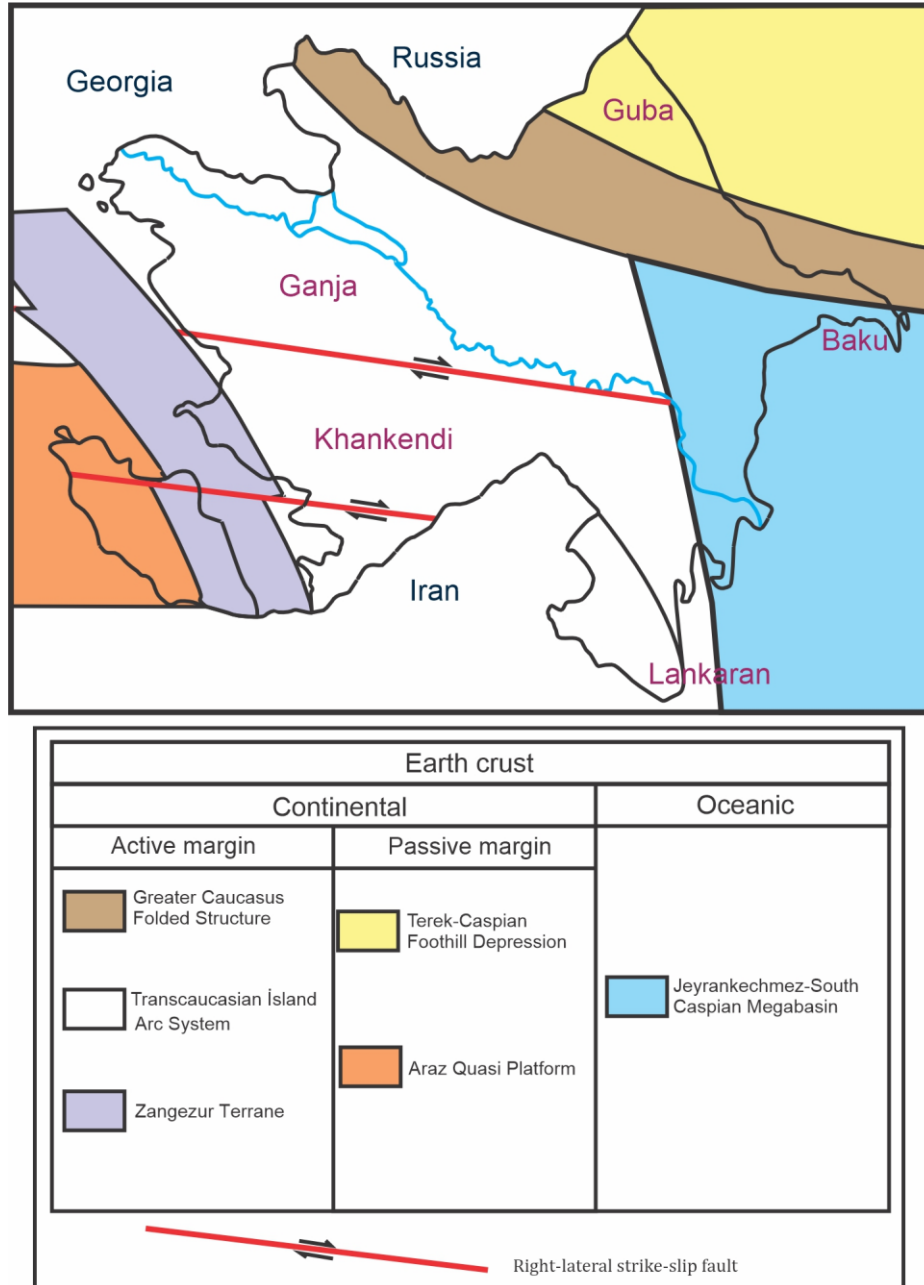 Russia
Georgia
Guba
Ganja
Baku
Khankendi
Iran
Lankaran
Earth crust
Continental
Oceanic
Active margin
Passive margin
Greater Caucasus
Folded Structure
Terek-Caspian
Foothill Depression
Transcaucasian İsland
Arc System
Jeyrankechmez-South
Caspian Megabasin
Araz Quasi Platform
Zangezur Terrane
Right-lateral strike-slip fault